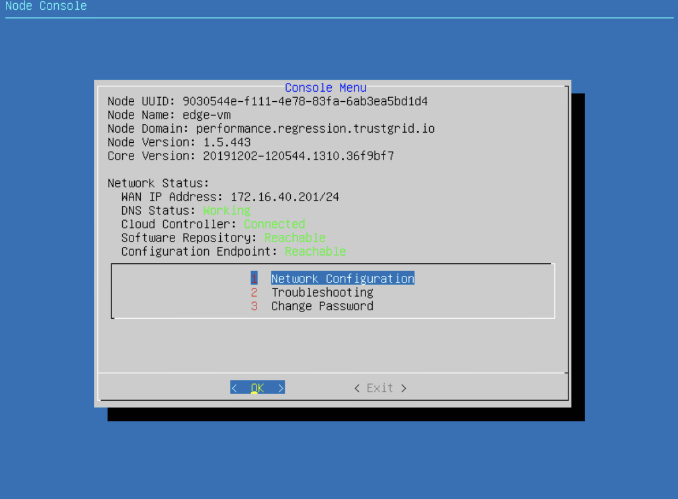 Node Console
Console Menu
Node UUID: 9030544e-f111-4e78-83fa-6ab3ea5bd1d4
Node Name: edge-vm
Node Domain: performance.regression.trustgrid.io
Node Version: 1.5.443
Core Version: 20191202-120544.1310.36f9bf7
Network Status:
WAN IP Address: 172.16.40.201/24
DNS Status: Working
Cloud Controller: Connected
Software Repository: Reachable
Configuration Endpoint: Reachable
1 Network Configuration
2 Troubleshooting
3 Change Password
< OK > < Exit >